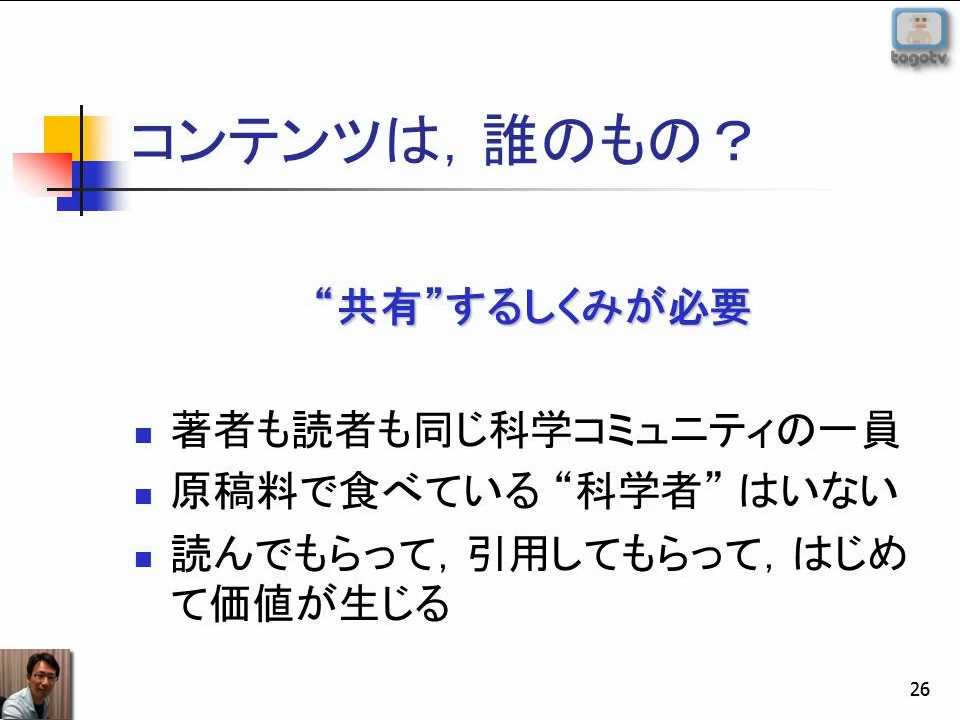 togotv
コンテンツは，誰のもの？
“共有”するしくみが必要
著者も読者も同じ科学コミュニティの一員
原稿料で食べている “科学者” はいない
読んでもらって，引用してもらって，はじめ
て価値が生じる
26